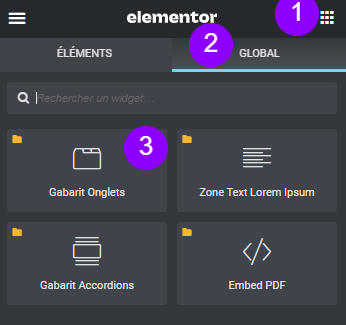 elementor
1
ÉLÉMENTS
2
GLOBAL
Rechercher un widget...
3
Gabarit Onglets
Zone Text Lorem Ipsum
Gabarit Accordions
Embed PDF